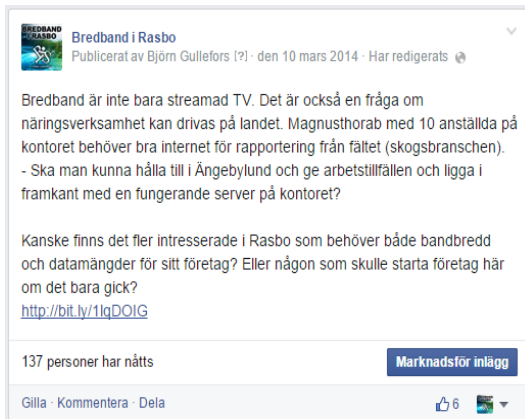 BREDBAND
I RASBO
Bredband i Rasbo
Publicerat av Björn Gullefors [?] · den 10 mars 2014 · Har redigerats
Bredband är inte bara streamad TV. Det är också en fråga om
näringsverksamhet kan drivas på landet. Magnusthorab med 10 anställda på
kontoret behöver bra internet för rapportering från fältet (skogsbranschen).
- Ska man kunna hålla till i Ängebylund och ge arbetstillfällen och ligga i
framkant med en fungerande server på kontoret?
Kanske finns det fler intresserade i Rasbo som behöver både bandbredd
och datamängder för sitt företag? Eller någon som skulle starta företag här
om det bara gick?
http://bit.ly/1lqDOIG
137 personer har nåtts
Marknadsför inlägg
Gilla · Kommentera · Dela
6